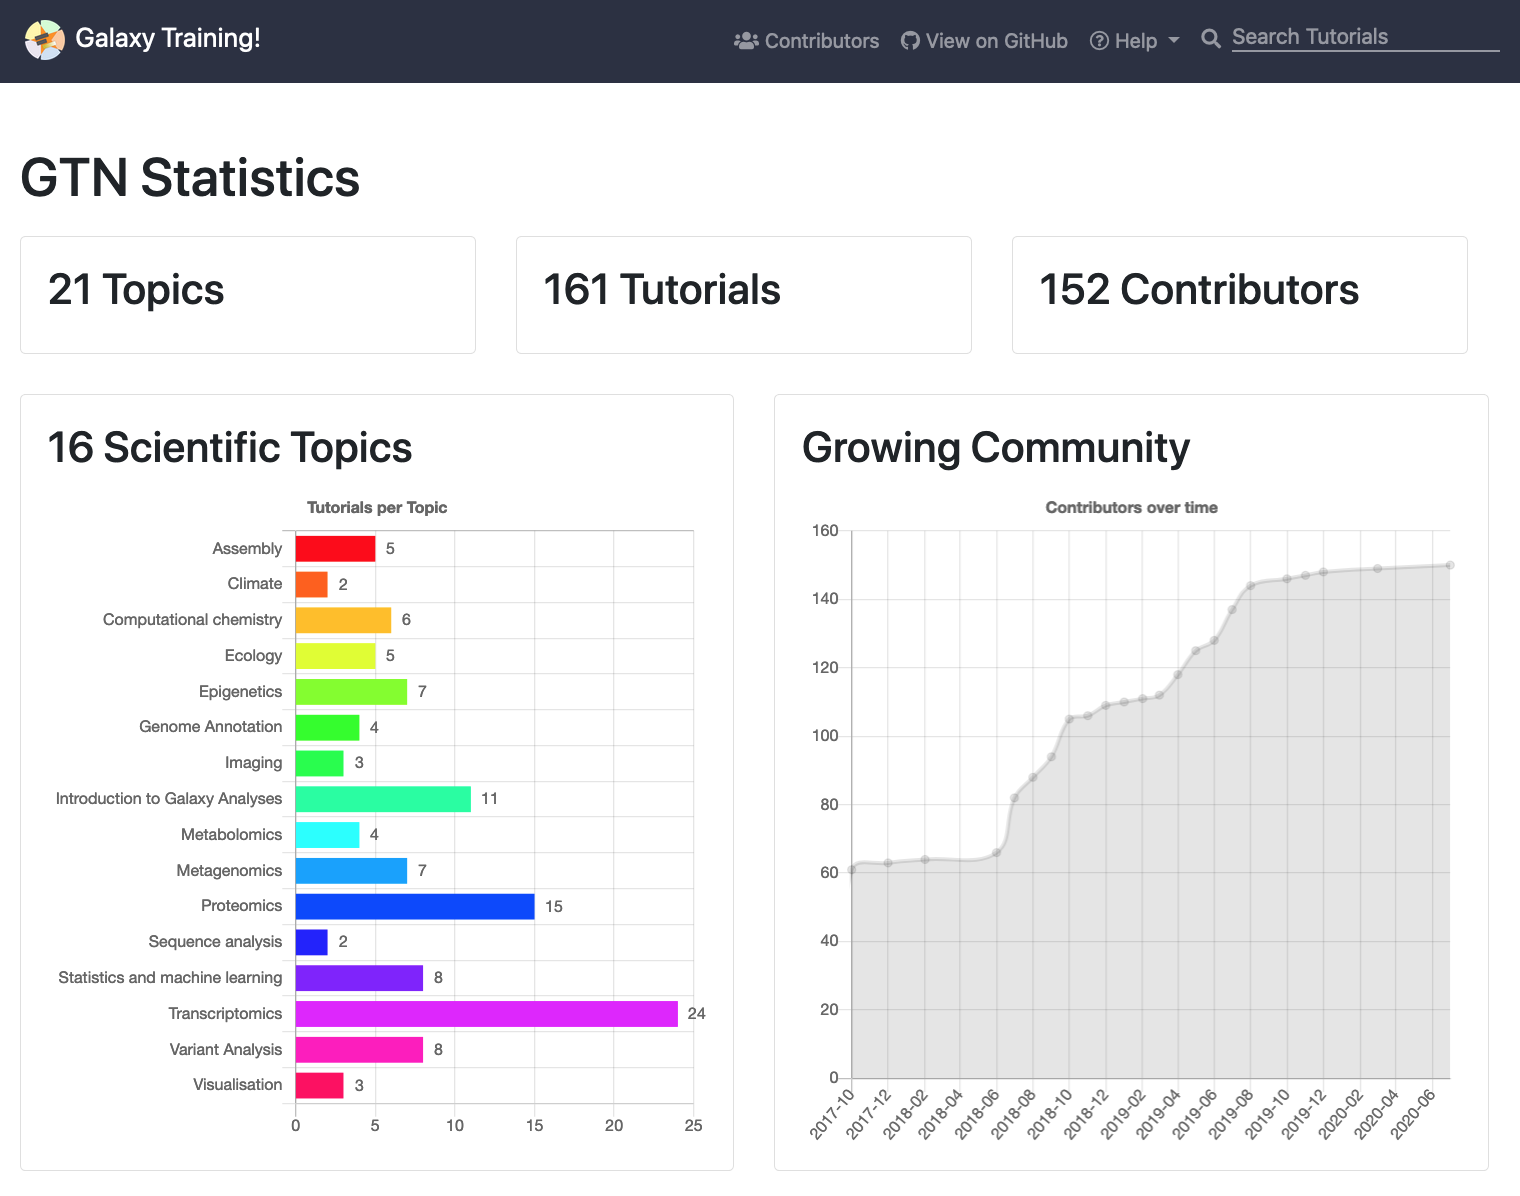 Galaxy Training!
Contributors
View on GitHub
Help
Search Tutorials
GTN Statistics
21 Topics
161 Tutorials
152 Contributors
16 Scientific Topics
Tutorials per Topic
Assembly 5
Climate 2
Computational chemistry 6
Ecology 5
Epigenetics 7
Genome Annotation 4
Imaging 3
Introduction to Galaxy Analyses 11
Metabolomics 4
Metagenomics 7
Proteomics 15
Sequence analysis 2
Statistics and machine learning 8
Transcriptomics 24
Variant Analysis 8
Visualisation 3
0 5 10 15 20 25
Growing Community
Contributors over time
160
140
120
100
80
60
40
20
0
2017-10 2017-12 2018-02 2018-04 2018-06 2018-08 2018-10 2018-12 2019-02 2019-04 2019-06 2019-08 2019-10 2019-12 2020-02 2020-04 2020-06